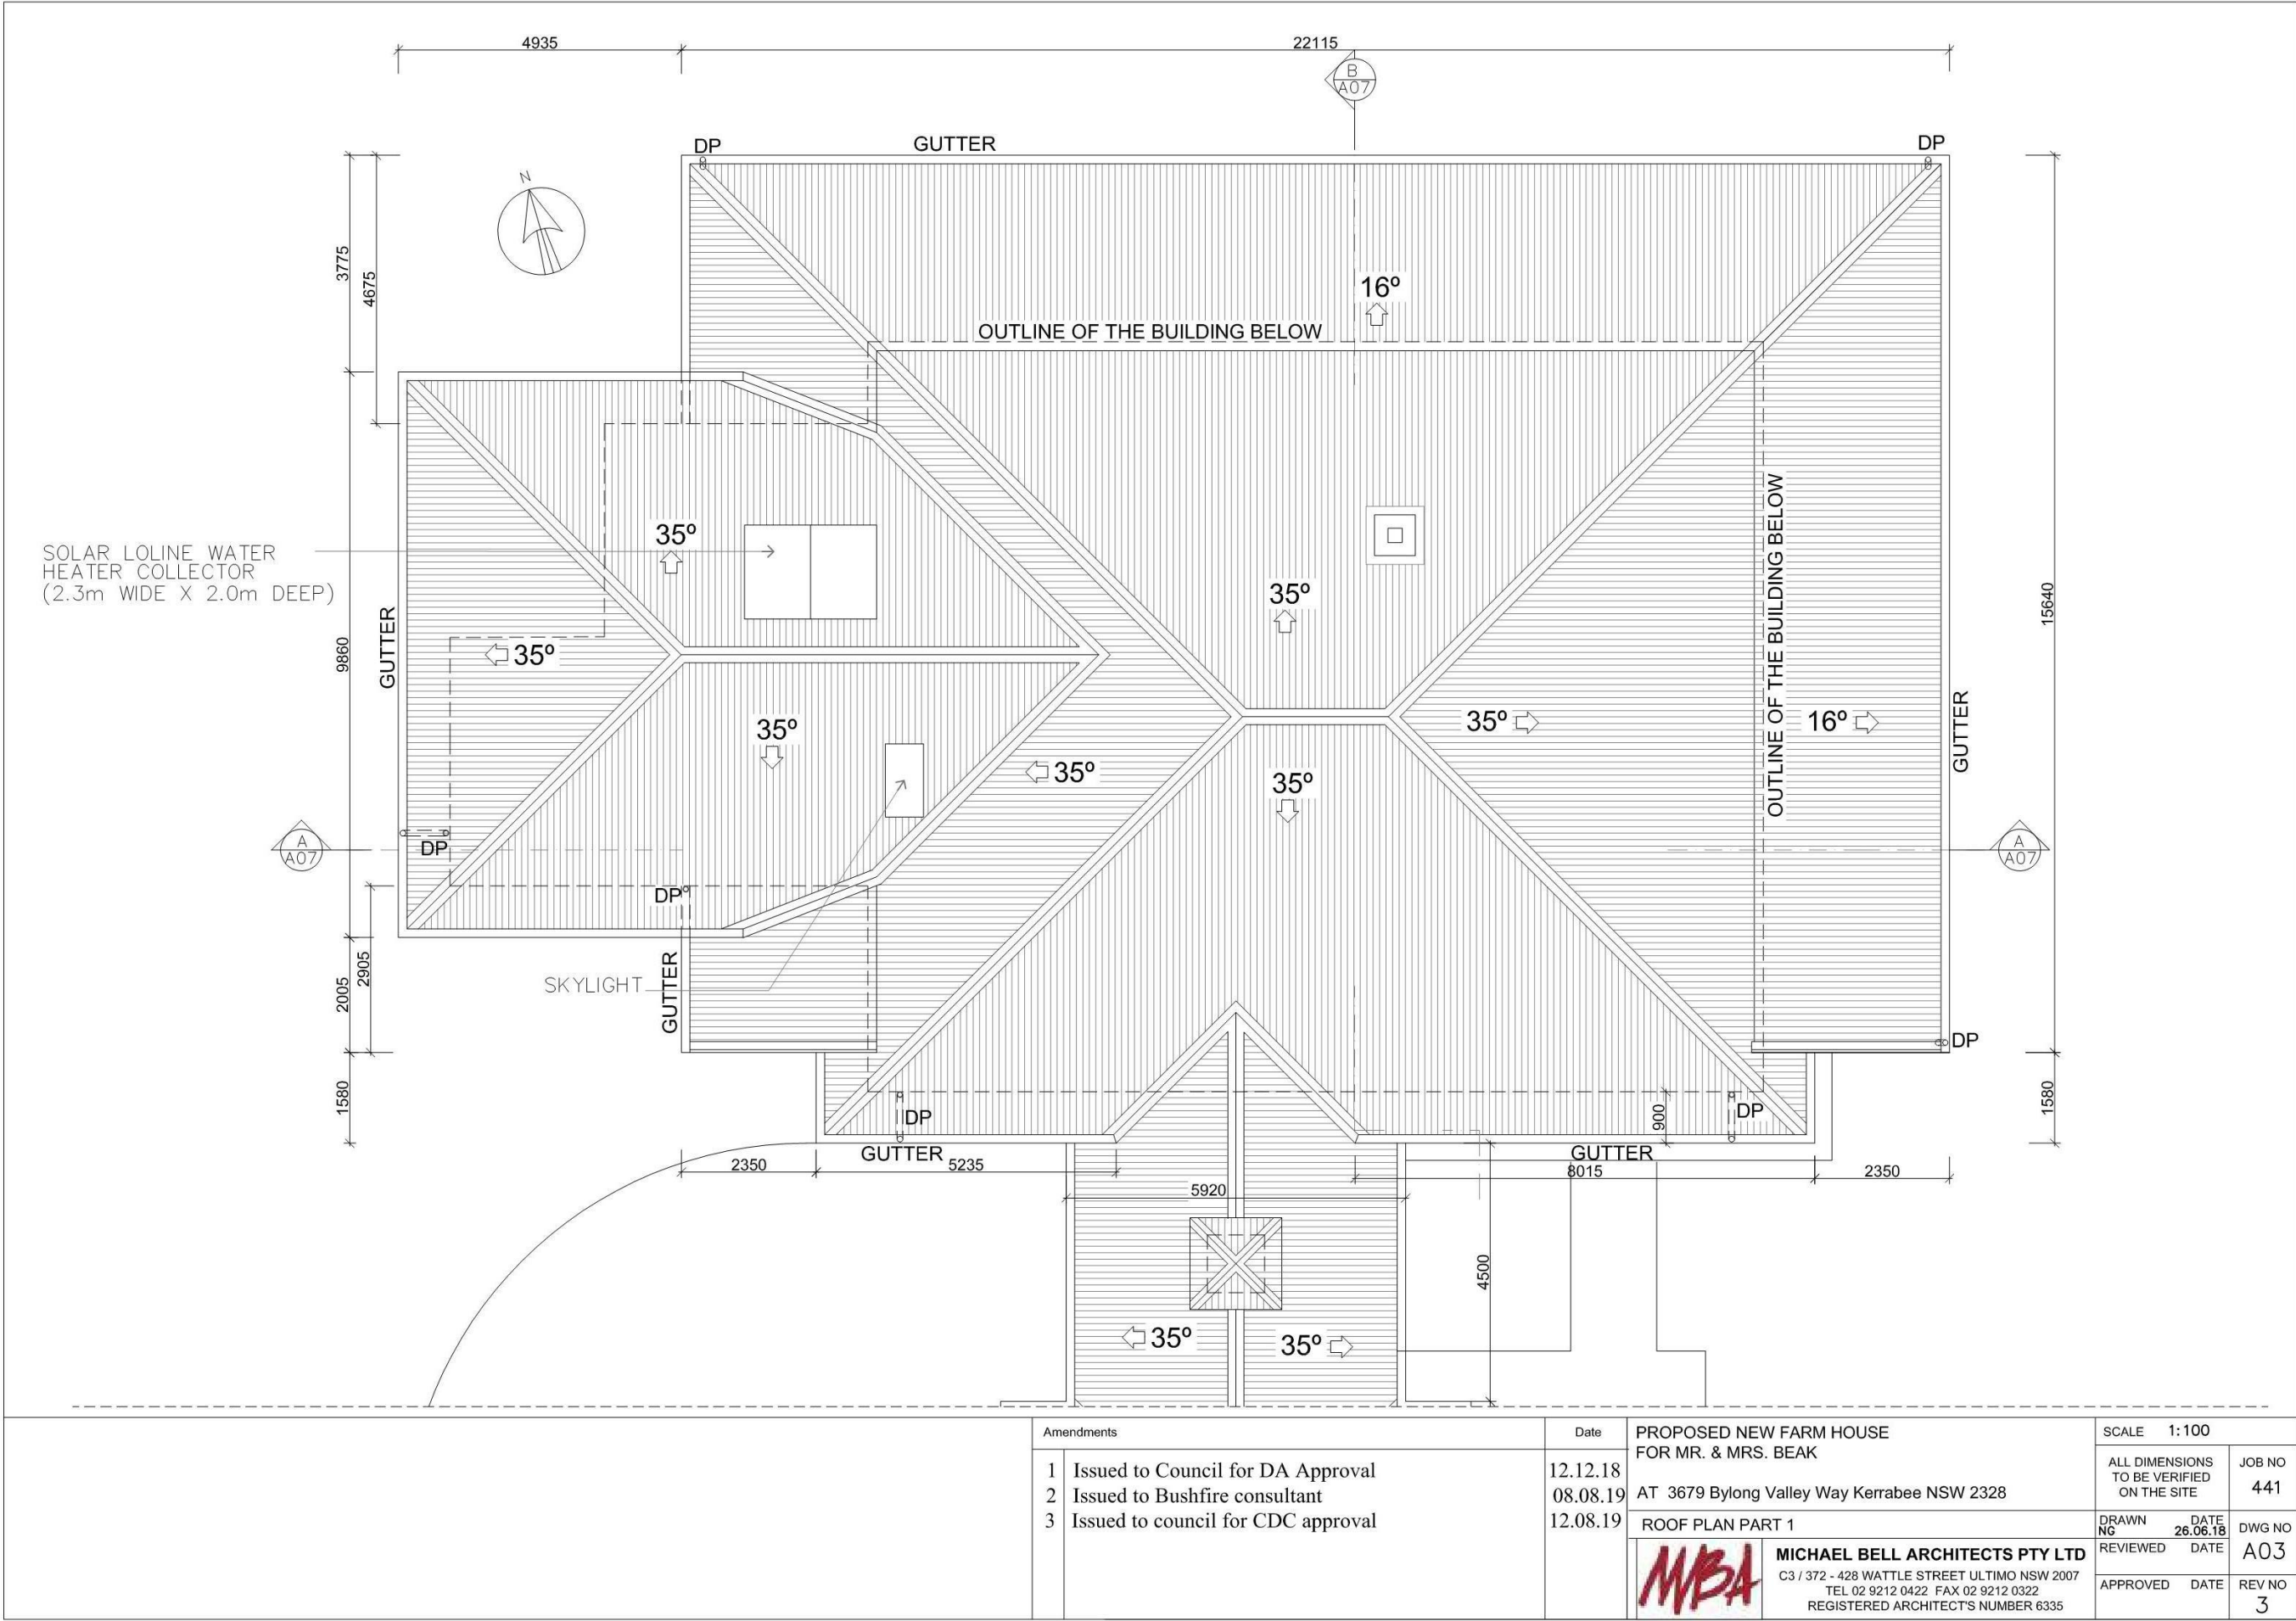 4935
22115
B
A07
DP
GUTTER
DP
N
3775
4675
16º
OUTLINE OF THE BUILDING BELOW
SOLAR LOLINE WATER
HEATER COLLECTOR
(2.3m WIDE X 2.0m DEEP)
35º
35º
OUTLINE OF THE BUILDING BELOW
15640
GUTTER
9860
35º
35º
35º
16º
GUTTER
35º
35º
A
A07
DP
A
A07
DP
2905
2005
SKYLIGHT
GUTTER
DP
1580
DP
900
DP
1580
GUTTER
GUTTER
2350
5235
8015
2350
5920
4500
35º
35º
Amendments
Date
1 Issued to Council for DA Approval 12.12.18
2 Issued to Bushfire consultant 08.08.19
3 Issued to council for CDC approval 12.08.19
PROPOSED NEW FARM HOUSE
FOR MR. & MRS. BEAK
AT 3679 Bylong Valley Way Kerrabee NSW 2328
ROOF PLAN PART 1
MBA
MICHAEL BELL ARCHITECTS PTY LTD
C3 / 372 - 428 WATTLE STREET ULTIMO NSW 2007
TEL 02 9212 0422 FAX 02 9212 0322
REGISTERED ARCHITECT'S NUMBER 6335
SCALE 1:100
ALL DIMENSIONS
TO BE VERIFIED
ON THE SITE
JOB NO
441
DRAWN DATE
NG 26.06.18
REVIEWED DATE
APPROVED DATE
DWG NO
A03
REV NO
3